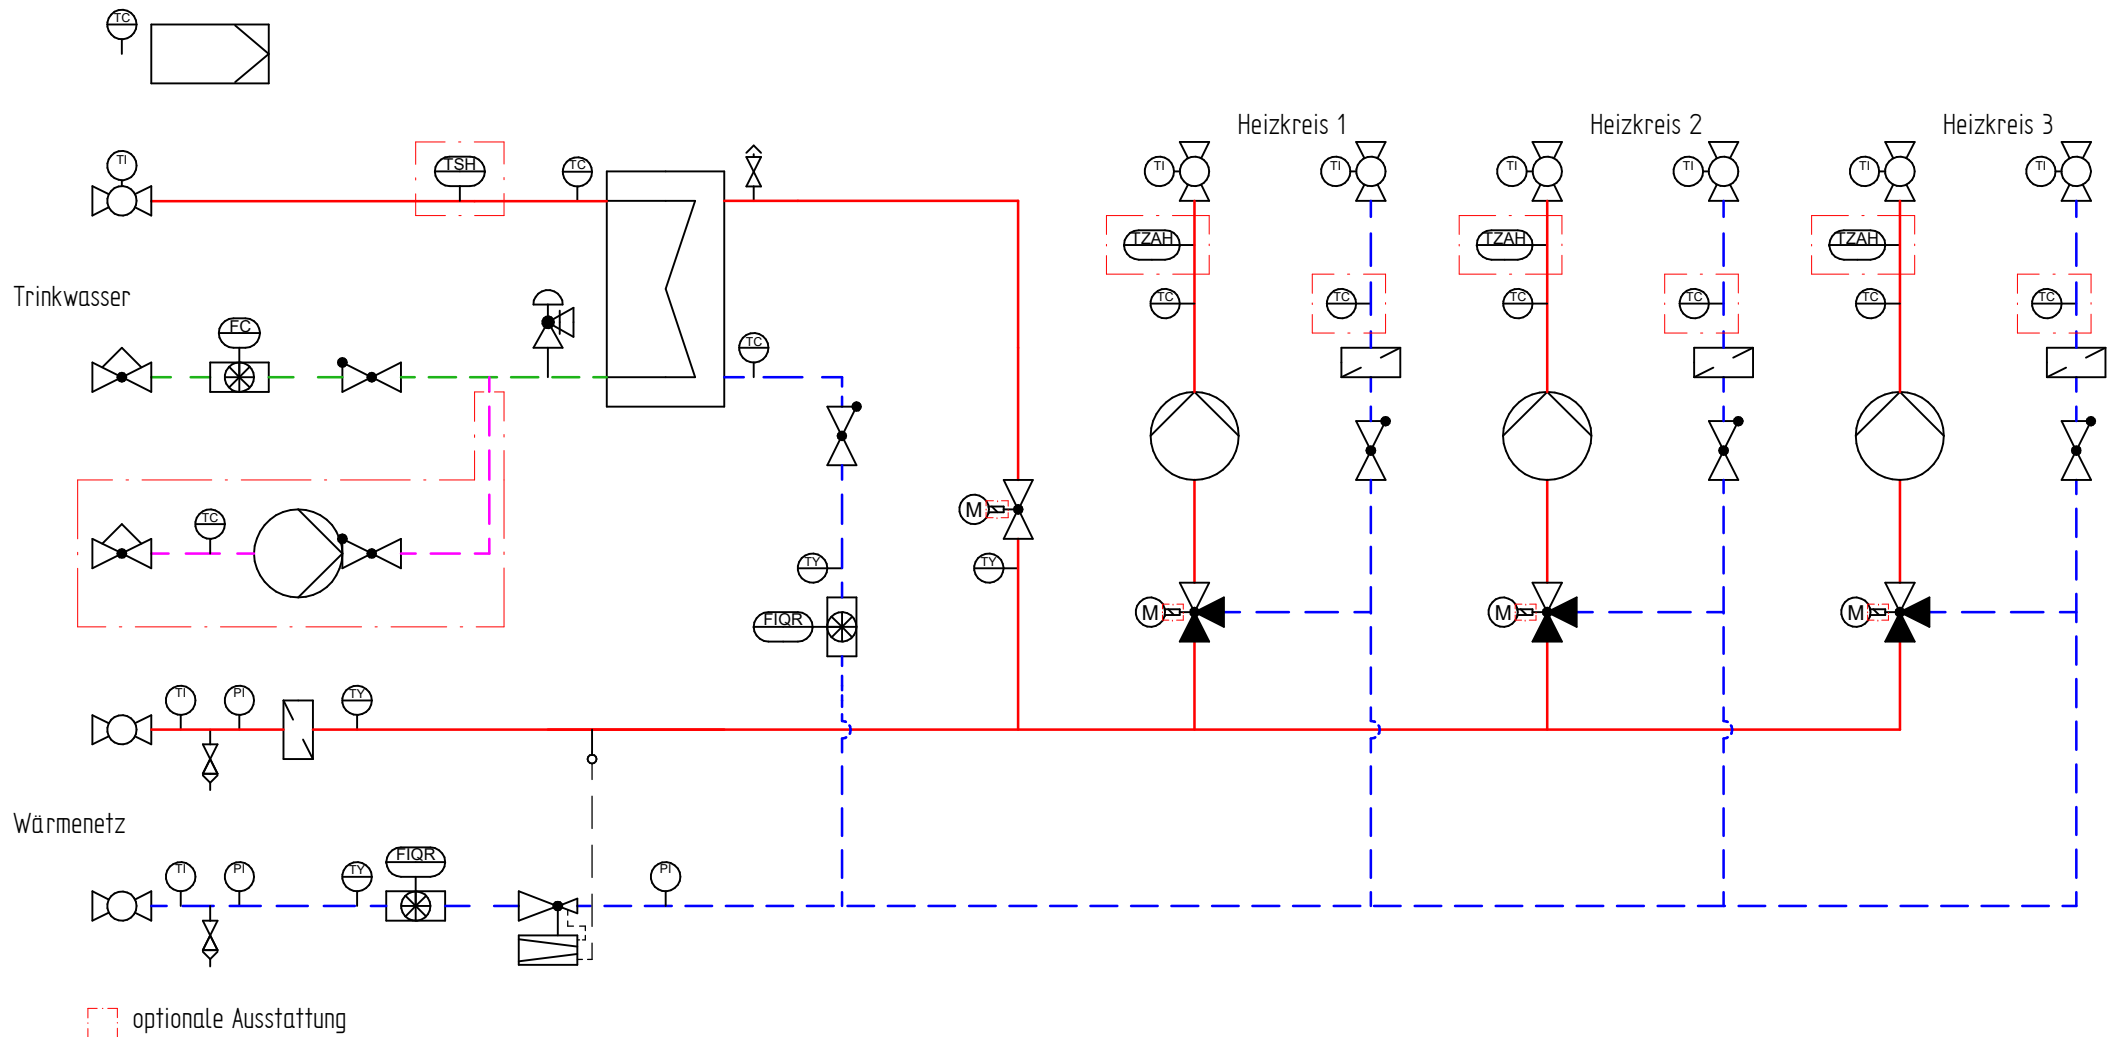 TC
Heizkreis 1
Heizkreis 2
Heizkreis 3
TI
TSH
TC
TI
TI
TI
TI
TI
TI
TZAH
TZAH
TZAH
Trinkwasser
TC
TC
TC
TC
TC
TC
FC
TC
TC
M
TY
TY
M
M
M
FIQR
TI
PI
TY
Wärmenetz
TI
PI
TY
FIQR
PI
optionale Ausstattung